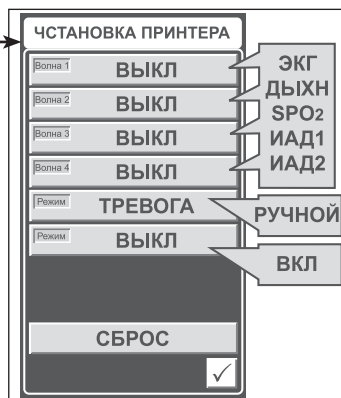 ЧСТАНОВКА ПРИНТЕРА
Волна 1 ВЫКЛ
Волна 2 ВЫКЛ
Волна 3 ВЫКЛ
Волна 4 ВЫКЛ
Режим ТРЕВОГА
Режим ВЫКЛ
СБРОС
ЭКГ
ДЫХН
SPO2
ИАД1
ИАД2
РУЧНОЙ
ВКЛ